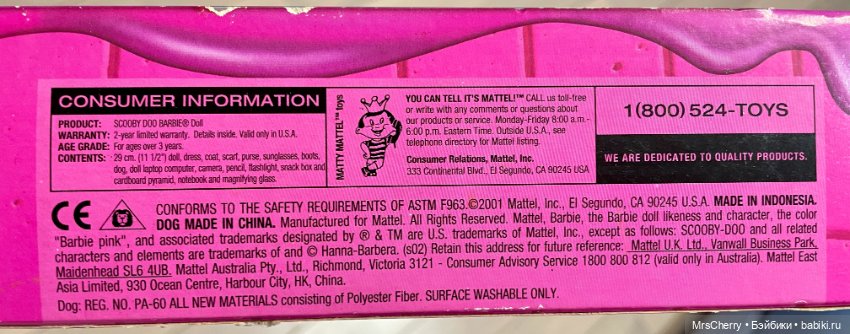 CONSUMER INFORMATION
PRODUCT: SCOOBY DOO BARBIE® Doll
WARRANTY: 2-year limited warranty. Details inside. Valid only in U.S.A.
AGE GRADE: For ages over 3 years.
CONTENTS: 29 cm. (11 1/2") doll, dress, coat, scarf, purse, sunglasses, boots,
dog, doll laptop computer, camera, pencil, flashlight, snack box and
cardboard pyramid, notebook and magnifying glass.
MATTY MATTEL™ toys
YOU CAN TELL IT'S MATTEL!™ CALL us toll-free
or write with any comments or questions about
our products or service. Monday-Friday 8:00 a.m.-
6:00 p.m. Eastern Time. Outside U.S.A., see
telephone directory for Mattel listing.
Consumer Relations, Mattel, Inc.
333 Continental Blvd., El Segundo, CA 90245 USA
1(800) 524-TOYS
WE ARE DEDICATED TO QUALITY PRODUCTS.
CE CONFORMS TO THE SAFETY REQUIREMENTS OF ASTM F963.©2001 Mattel, Inc., El Segundo, CA 90245 U.S.A. MADE IN INDONESIA.
DOG MADE IN CHINA. Manufactured for Mattel. All Rights Reserved. Mattel, Barbie, the Barbie doll likeness and character, the color
"Barbie pink", and associated trademarks designated by ® & TM are U.S. trademarks of Mattel, Inc., except as follows: SCOOBY-DOO and all related
characters and elements are trademarks of and © Hanna-Barbera. (s02) Retain this address for future reference: Mattel U.K. Ltd., Vanwall Business Park,
Maidenhead SL6 4UB. Mattel Australia Pty., Ltd., Richmond, Victoria 3121 - Consumer Advisory Service 1800 800 812 (valid only in Australia). Mattel East
Asia Limited, 930 Ocean Centre, Harbour City, HK, China.
Dog: REG. NO. PA-60 ALL NEW MATERIALS consisting of Polyester Fiber. SURFACE WASHABLE ONLY.
MrsCherry • Бэйбики • babiki.ru